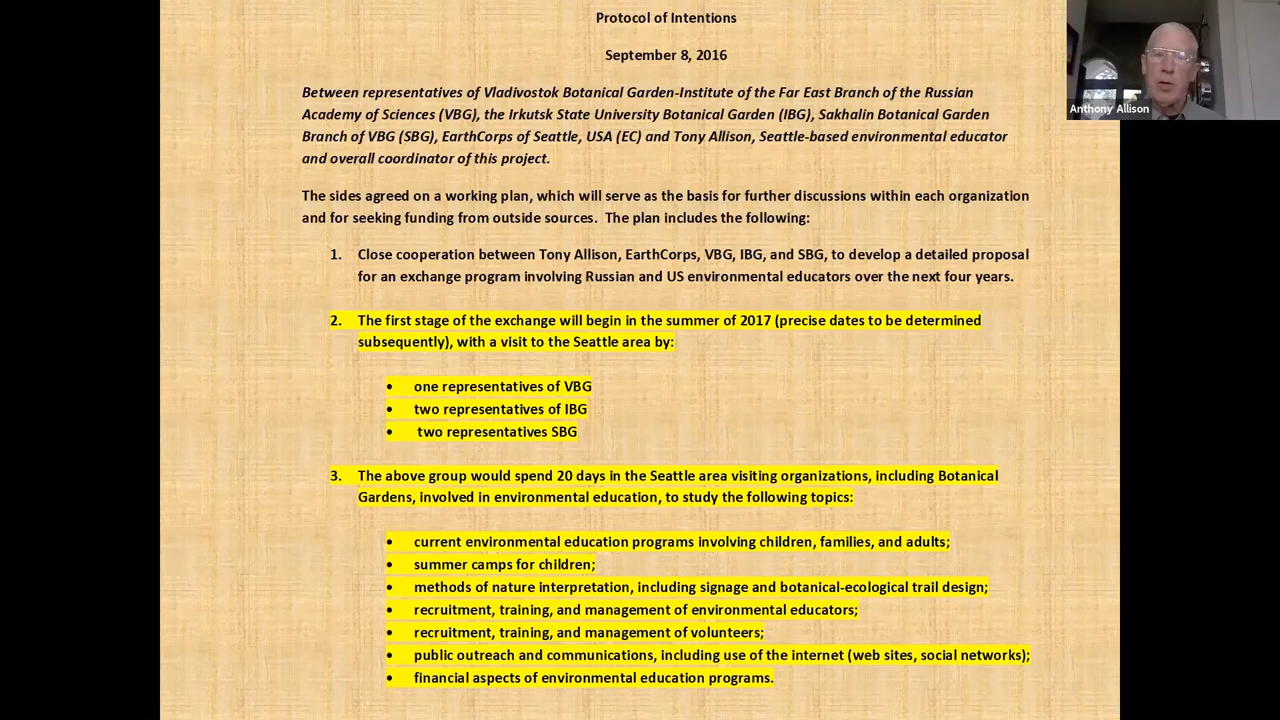 Protocol of Intentions
September 8, 2016
Between representatives of Vladivostok Botanical Garden-Institute of the Far East Branch of the Russian
Academy of Sciences (VBG), the Irkutsk State University Botanical Garden (IBG), Sakhalin Botanical Garden
Branch of VBG (SBG), EarthCorps of Seattle, USA (EC) and Tony Allison, Seattle-based environmental educator
and overall coordinator of this project.
The sides agreed on a working plan, which will serve as the basis for further discussions within each organization
and for seeking funding from outside sources.  The plan includes the following:
1. Close cooperation between Tony Allison, EarthCorps, VBG, IBG, and SBG, to develop a detailed proposal
for an exchange program involving Russian and US environmental educators over the next four years.
2. The first stage of the exchange will begin in the summer of 2017 (precise dates to be determined
subsequently), with a visit to the Seattle area by:
• one representatives of VBG
• two representatives of IBG
• two representatives SBG
3. The above group would spend 20 days in the Seattle area visiting organizations, including Botanical
Gardens, involved in environmental education, to study the following topics:
• current environmental education programs involving children, families, and adults;
• summer camps for children;
• methods of nature interpretation, including signage and botanical-ecological trail design;
• recruitment, training, and management of environmental educators;
• recruitment, training, and management of volunteers;
• public outreach and communications, including use of the internet (web sites, social networks);
• financial aspects of environmental education programs.
Anthony Allison